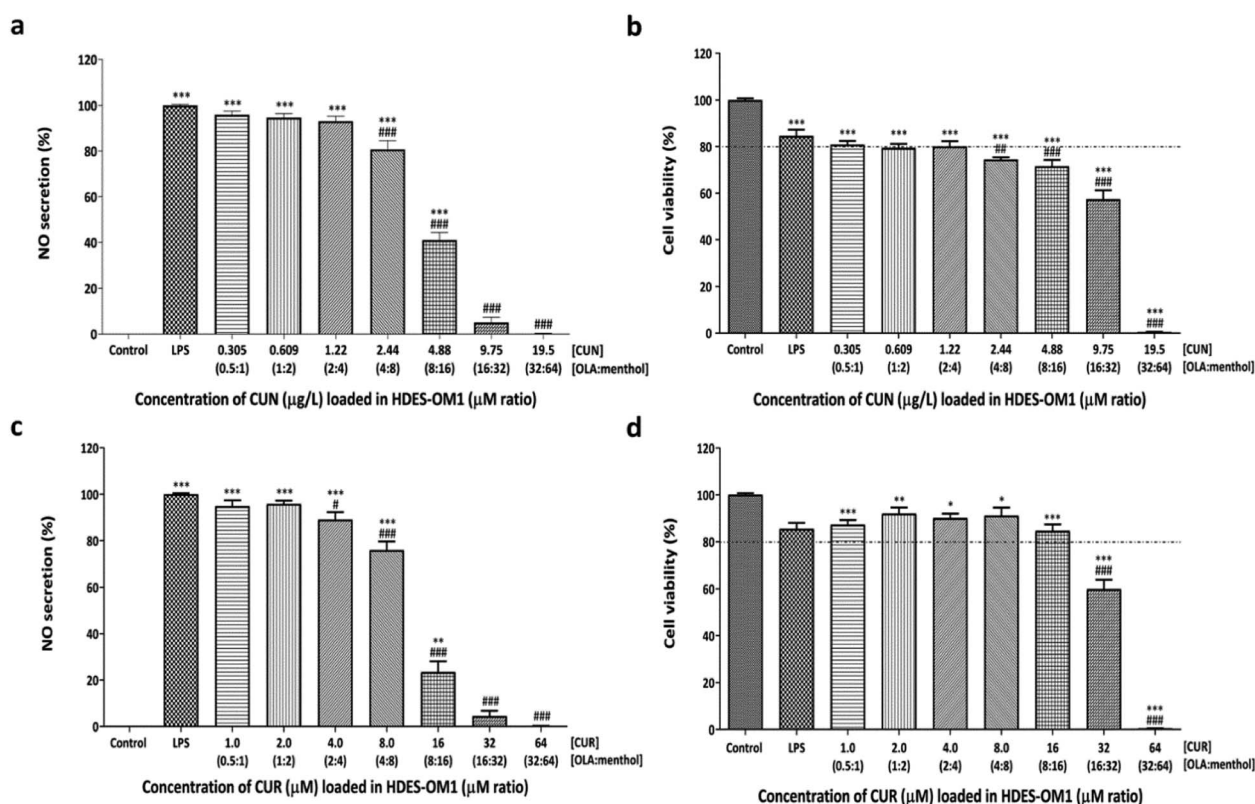 a
NO secretion (%)
120
100
80
60
40
20
0
*** *** *** *** *** *** ### ### ### ###
Control LPS 0.305 0.609 1.22 2.44 4.88 9.75 19.5 [CUN]
(0.5:1) (1:2) (2:4) (4:8) (8:16) (16:32) (32:64) [OLA:menthol]
Concentration of CUN (µg/L) loaded in HDES-OM1 (µM ratio)
b
Cell viability (%)
120
100
80
60
40
20
0
*** *** *** *** *** *** *** ***
## ### ### ###
Control LPS 0.305 0.609 1.22 2.44 4.88 9.75 19.5 [CUN]
(0.5:1) (1:2) (2:4) (4:8) (8:16) (16:32) (32:64) [OLA:menthol]
Concentration of CUN (µg/L) loaded in HDES-OM1 (µM ratio)
c
NO secretion (%)
120
100
80
60
40
20
0
*** *** *** *** *** **
# ### ### ### ###
Control LPS 1.0 2.0 4.0 8.0 16 32 64 [CUR]
(0.5:1) (1:2) (2:4) (4:8) (8:16) (16:32) (32:64) [OLA:menthol]
Concentration of CUR (µM) loaded in HDES-OM1 (µM ratio)
d
Cell viability (%)
120
100
80
60
40
20
0
*** ** * * *** *** ***
### ###
Control LPS 1.0 2.0 4.0 8.0 16 32 64 [CUR]
(0.5:1) (1:2) (2:4) (4:8) (8:16) (16:32) (32:64) [OLA:menthol]
Concentration of CUR (µM) loaded in HDES-OM1 (µM ratio)